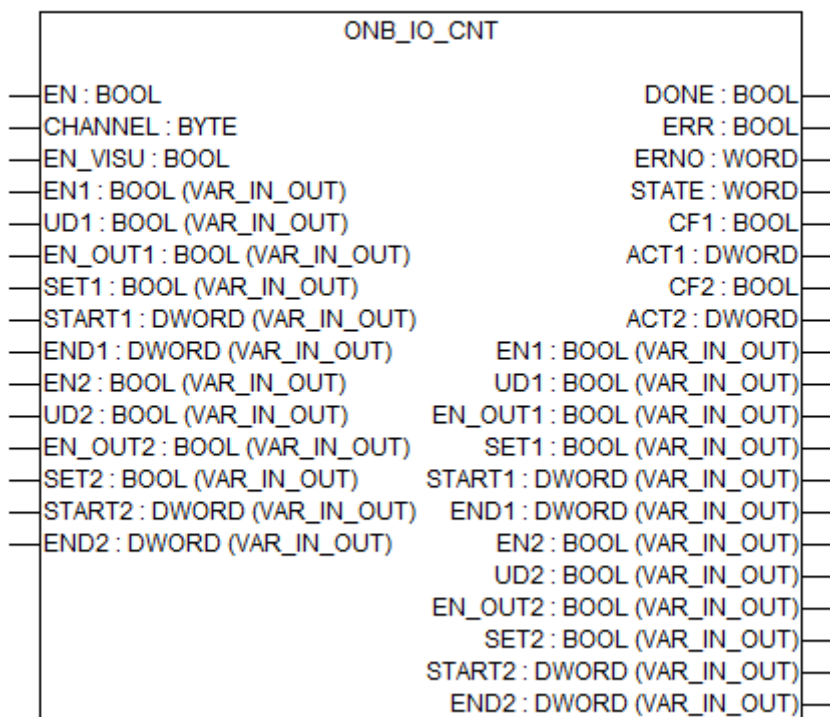 ONB_IO_CNT
EN : BOOL DONE : BOOL
CHANNEL : BYTE ERR : BOOL
EN_VISU : BOOL ERNO : WORD
EN1 : BOOL (VAR_IN_OUT) STATE : WORD
UD1 : BOOL (VAR_IN_OUT) CF1 : BOOL
EN_OUT1 : BOOL (VAR_IN_OUT) ACT1 : DWORD
SET1 : BOOL (VAR_IN_OUT) CF2 : BOOL
START1 : DWORD (VAR_IN_OUT) ACT2 : DWORD
END1 : DWORD (VAR_IN_OUT) EN1 : BOOL (VAR_IN_OUT)
EN2 : BOOL (VAR_IN_OUT) UD1 : BOOL (VAR_IN_OUT)
UD2 : BOOL (VAR_IN_OUT) EN_OUT1 : BOOL (VAR_IN_OUT)
EN_OUT2 : BOOL (VAR_IN_OUT) SET1 : BOOL (VAR_IN_OUT)
SET2 : BOOL (VAR_IN_OUT) START1 : DWORD (VAR_IN_OUT)
START2 : DWORD (VAR_IN_OUT) END1 : DWORD (VAR_IN_OUT)
END2 : DWORD (VAR_IN_OUT) EN2 : BOOL (VAR_IN_OUT)
UD2 : BOOL (VAR_IN_OUT)
EN_OUT2 : BOOL (VAR_IN_OUT)
SET2 : BOOL (VAR_IN_OUT)
START2 : DWORD (VAR_IN_OUT)
END2 : DWORD (VAR_IN_OUT)